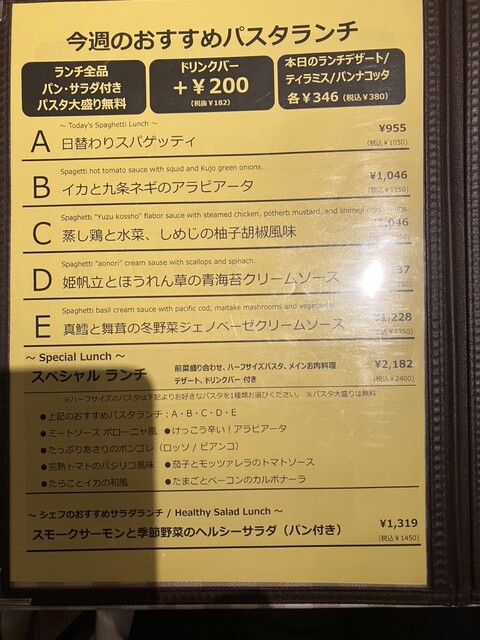 今週のおすすめパスタランチ
ランチ全品
パン・サラダ付き
パスタ大盛り無料
ドリンクバー
+￥200
(税抜￥182)
本日のランチデザート/
ティラミス/パンナコッタ
各￥346 (税込￥380)
～ Today's Spaghetti Lunch ～
A 日替わりスパゲッティ ￥955
(税込￥1050)
Spagetti hot tomato sauce with squid and Kujo green onions.
B イカと九条ネギのアラビアータ ￥1,046
(税込￥1150)
Spaghetti "Yuzu kossho" flabor sauce with steamed chicken, potherb mustard, and shimeji
C 蒸し鶏と水菜、しめじの柚子胡椒風味
Spaghetti "aonori" cream sause with scallops and spinach.
D 姫帆立とほうれん草の青海苔クリームソース
Spaghetti basil cream sauce with pacific cod, maitake mashrooms and vegetable.
E 真鱈と舞茸の冬野菜ジェノベーゼクリームソース ￥1,228
(税込￥1350)
～ Special Lunch ～
スペシャル ランチ
前菜盛り合わせ、ハーフサイズパスタ、メインお肉料理
デザート、ドリンクバー 付き
￥2,182
(税込￥2400)
※ハーフサイズのパスタは下記よりお好きなパスタを1種類お選びください。 ※パスタ大盛りは無料
●上記のおすすめパスタランチ：A・B・C・D・E
●ミートソース ボローニャ風 ●けっこう辛い！アラビアータ
●たっぷりあさりのボンゴレ（ロッソ / ビアンコ）
●完熟トマトのバジリコ風味 ●茄子とモッツァレラのトマトソース
●たらことイカの和風 ●たまごとベーコンのカルボナーラ
～ シェフのおすすめサラダランチ / Healthy Salad Lunch ～
スモークサーモンと季節野菜のヘルシーサラダ（パン付き） ￥1,319
(税込￥1450)